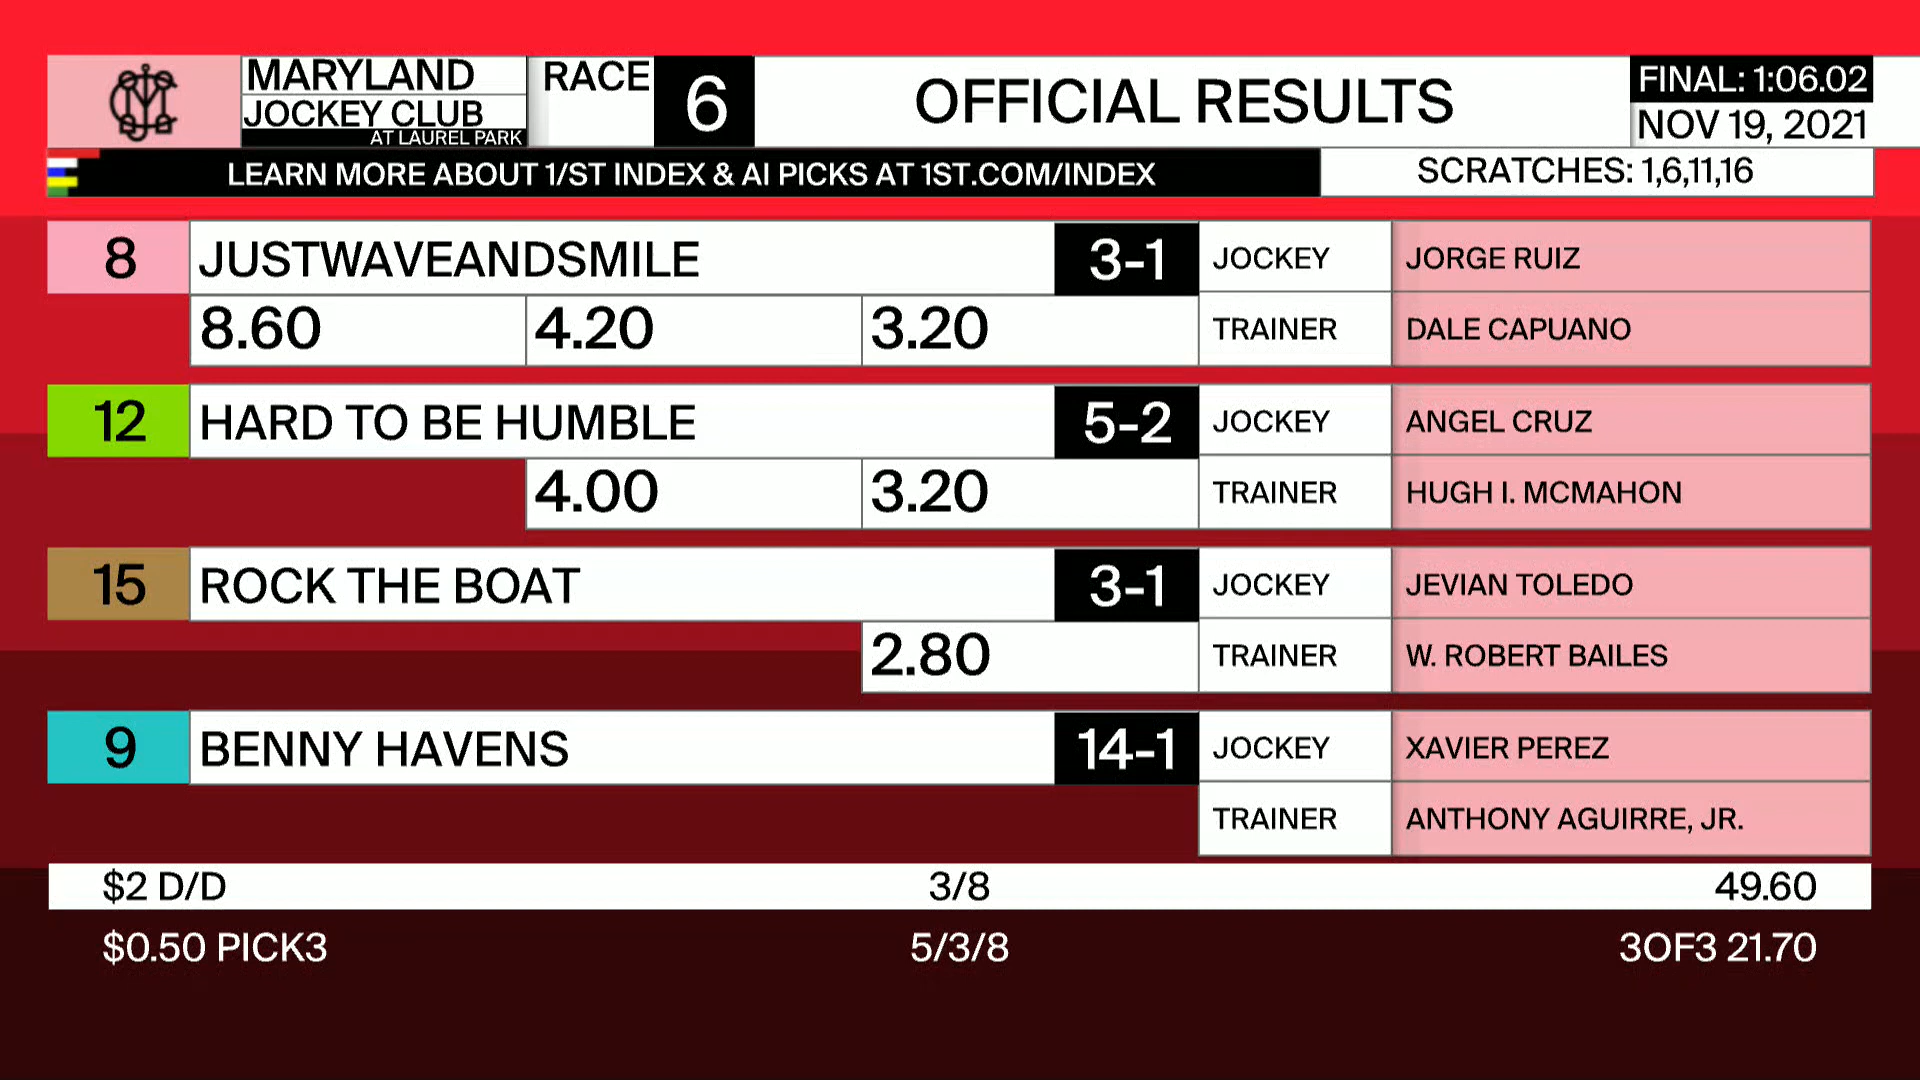 MARYLAND
JOCKEY CLUB
AT LAUREL PARK
RACE 6
OFFICIAL RESULTS
FINAL: 1:06.02
NOV 19, 2021
LEARN MORE ABOUT 1/ST INDEX & AI PICKS AT 1ST.COM/INDEX
SCRATCHES: 1,6,11,16
8 JUSTWAVEANDSMILE 3-1 JOCKEY JORGE RUIZ
8.60 4.20 3.20 TRAINER DALE CAPUANO
12 HARD TO BE HUMBLE 5-2 JOCKEY ANGEL CRUZ
4.00 3.20 TRAINER HUGH I. MCMAHON
15 ROCK THE BOAT 3-1 JOCKEY JEVIAN TOLEDO
2.80 TRAINER W. ROBERT BAILES
9 BENNY HAVENS 14-1 JOCKEY XAVIER PEREZ
TRAINER ANTHONY AGUIRRE, JR.
$2 D/D 3/8 49.60
$0.50 PICK3 5/3/8 3OF3 21.70